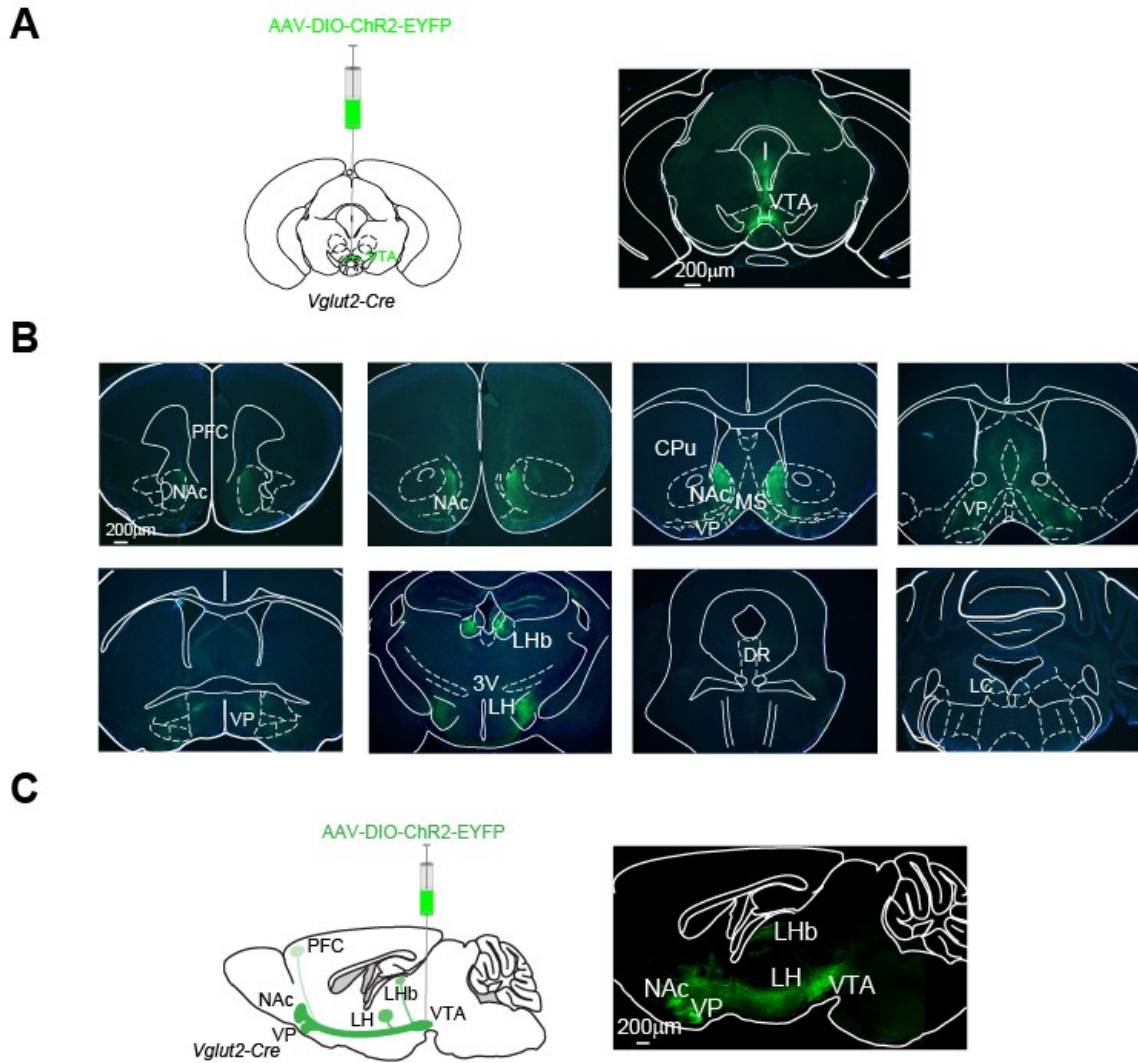 A
AAV-DIO-ChR2-EYFP
VTA
Vglut2-Cre
VTA
200µm
B
PFC
NAc
200µm
NAc
CPu
NAc
MS
VP
VP
VP
LHb
3V
LH
DR
LC
C
AAV-DIO-ChR2-EYFP
PFC
NAc
LHb
LH
VTA
VP
Vglut2-Cre
LHb
LH
NAc
VTA
VP
200µm